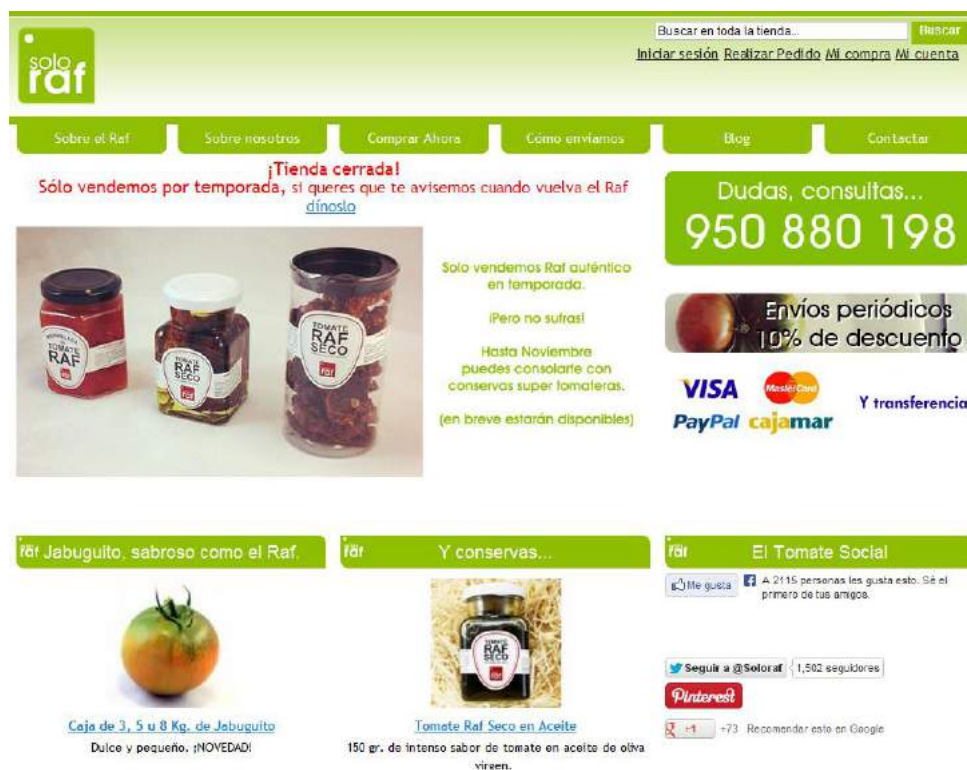 solo
raf
Buscar en toda la tienda...
Buscar
Iniciar sesión Realizar Pedido Mi compra Mi cuenta
Sobre el Raf
Sobre nosotros
Comprar Ahora
Cómo enviamos
Blog
Contactar
¡Tienda cerrada!
Sólo vendemos por temporada, si queres que te avisemos cuando vuelva el Raf
dínoslo
MERMELADA
TOMATE
RAF
TOMATE
RAF
SECO
raf
TOMATE
RAF
SECO
raf
Solo vendemos Raf auténtico
en temporada.
¡Pero no sufras!
Hasta Noviembre
puedes consolarte con
conservas super tomateras.
(en breve estarán disponibles)
Dudas, consultas...
950 880 198
Envíos periódicos
10% de descuento
VISA
MasterCard
PayPal cajamar
Y transferencia
raf Jabuguito, sabroso como el Raf.
Caja de 3, 5 u 8 Kg. de Jabuguito
Dulce y pequeño. ¡NOVEDAD!
raf Y conservas...
TOMATE
RAF
SECO
raf
Tomate Raf Seco en Aceite
150 gr. de intenso sabor de tomate en aceite de oliva
virgen.
raf El Tomate Social
Me gusta
A 2115 personas les gusta esto. Sé el
primero de tus amigos.
Seguir a @Soloraf
1,502 seguidores
Pinterest
+1
+73 Recomendar esto en Google